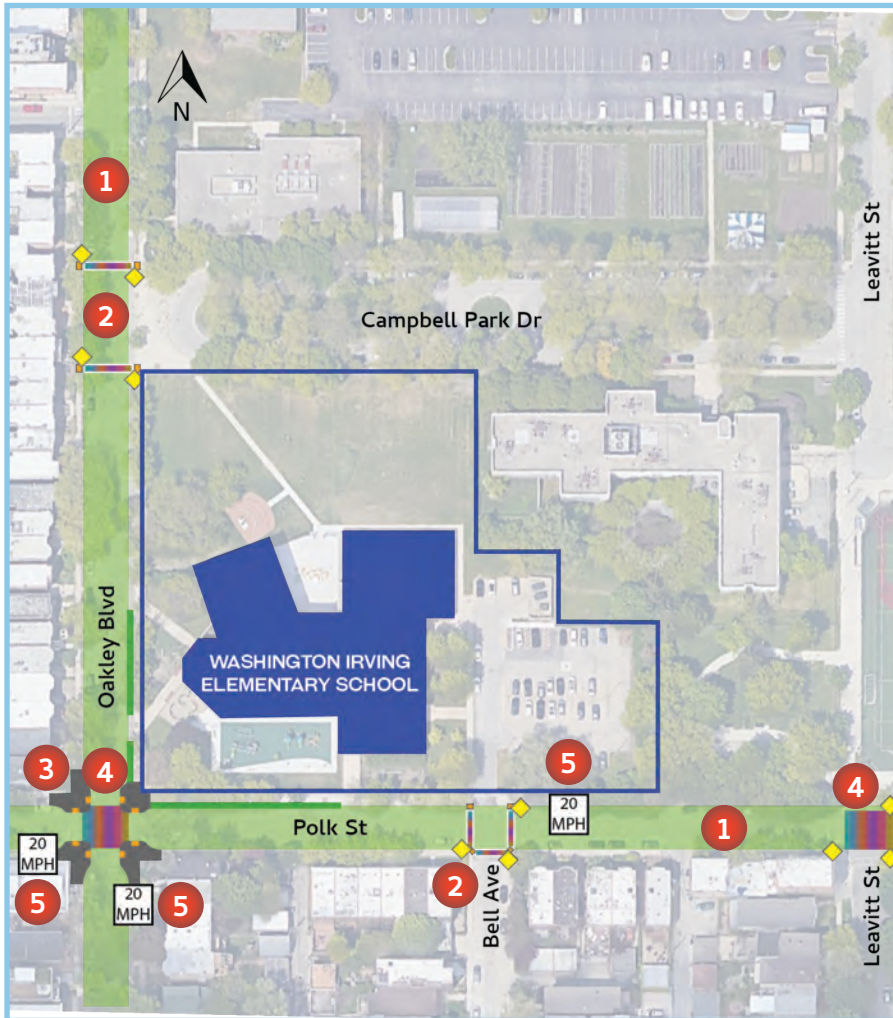 N
1
Leavitt St
2
Campbell Park Dr
Oakley Blvd
WASHINGTON IRVING
ELEMENTARY SCHOOL
3
4
5
4
20
MPH
Polk St
1
20
MPH
5
20
MPH
5
2
Bell Ave
Leavitt St